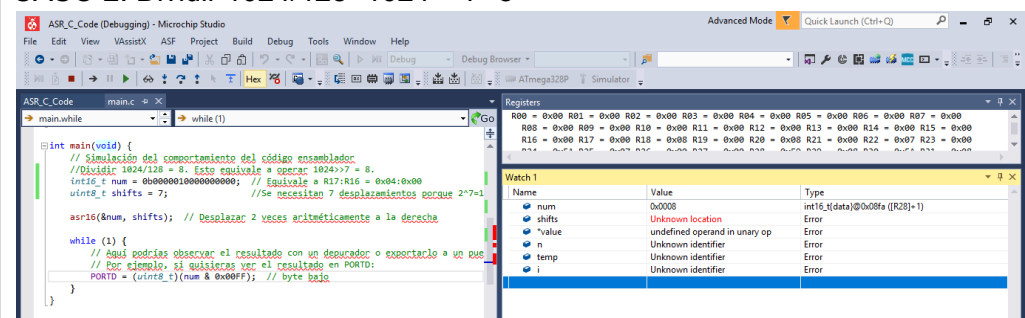 ASR_C_Code (Debugging) - Microchip Studio
Advanced Mode
Quick Launch (Ctrl+Q)
File Edit View VAssistX ASF Project Build Debug Tools Window Help
Debug
Debug Browser
Hex
ATmega328P
Simulator
ASR_C_Code main.c
main.while
while (1)
Go
int main(void) {
// Simulación del comportamiento del código ensamblador
//Dividir 1024/128 = 8. Esto equivale a operar 1024>>7 = 8.
int16_t num = 0b0000010000000000; // Equivale a R17:R16 = 0x04:0x00
uint8_t shifts = 7; //Se necesitan 7 desplazamientos porque 2^7=1
asr16(&num, shifts); // Desplazar 2 veces aritméticamente a la derecha
while (1) {
// Aquí podrías observar el resultado con un depurador o exportarlo a un pue
// Por ejemplo, si quisieras ver el resultado en PORTD:
PORTD = (uint8_t)(num & 0x00FF); // byte bajo
}
}
Registers
R00 = 0x00 R01 = 0x00 R02 = 0x00 R03 = 0x00 R04 = 0x00 R05 = 0x00 R06 = 0x00 R07 = 0x00
R08 = 0x00 R09 = 0x00 R10 = 0x00 R11 = 0x00 R12 = 0x00 R13 = 0x00 R14 = 0x00 R15 = 0x00
R16 = 0x00 R17 = 0x00 R18 = 0x08 R19 = 0x00 R20 = 0x08 R21 = 0x00 R22 = 0x08
Watch 1
Name Value Type
num 0x0008 int16_t{data}@0x08fa ([R28]+1)
shifts Unknown location Error
*value undefined operand in unary op Error
n Unknown identifier Error
temp Unknown identifier Error
i Unknown identifier Error